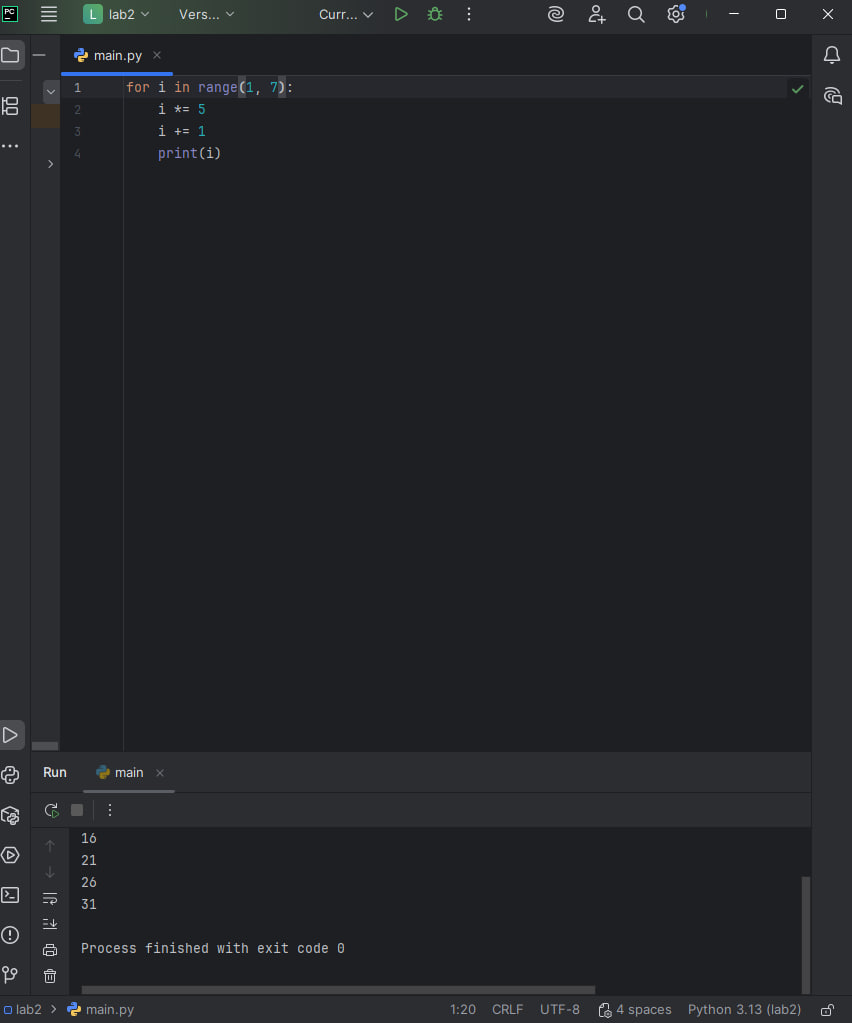 PC
L lab2
Vers...
Curr...
main.py
1 for i in range(1, 7):
2 i *= 5
3 i += 1
4 print(i)
Run
main
16
21
26
31
Process finished with exit code 0
lab2 > main.py
1:20
CRLF
UTF-8
4 spaces
Python 3.13 (lab2)